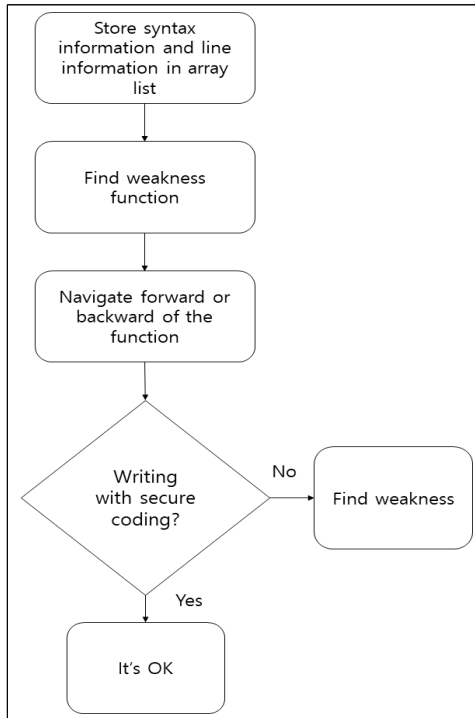 Store syntax
information and line
information in array
list
Find weakness
function
Navigate forward or
backward of the
function
Writing
with secure
coding?
No
Find weakness
Yes
It's OK